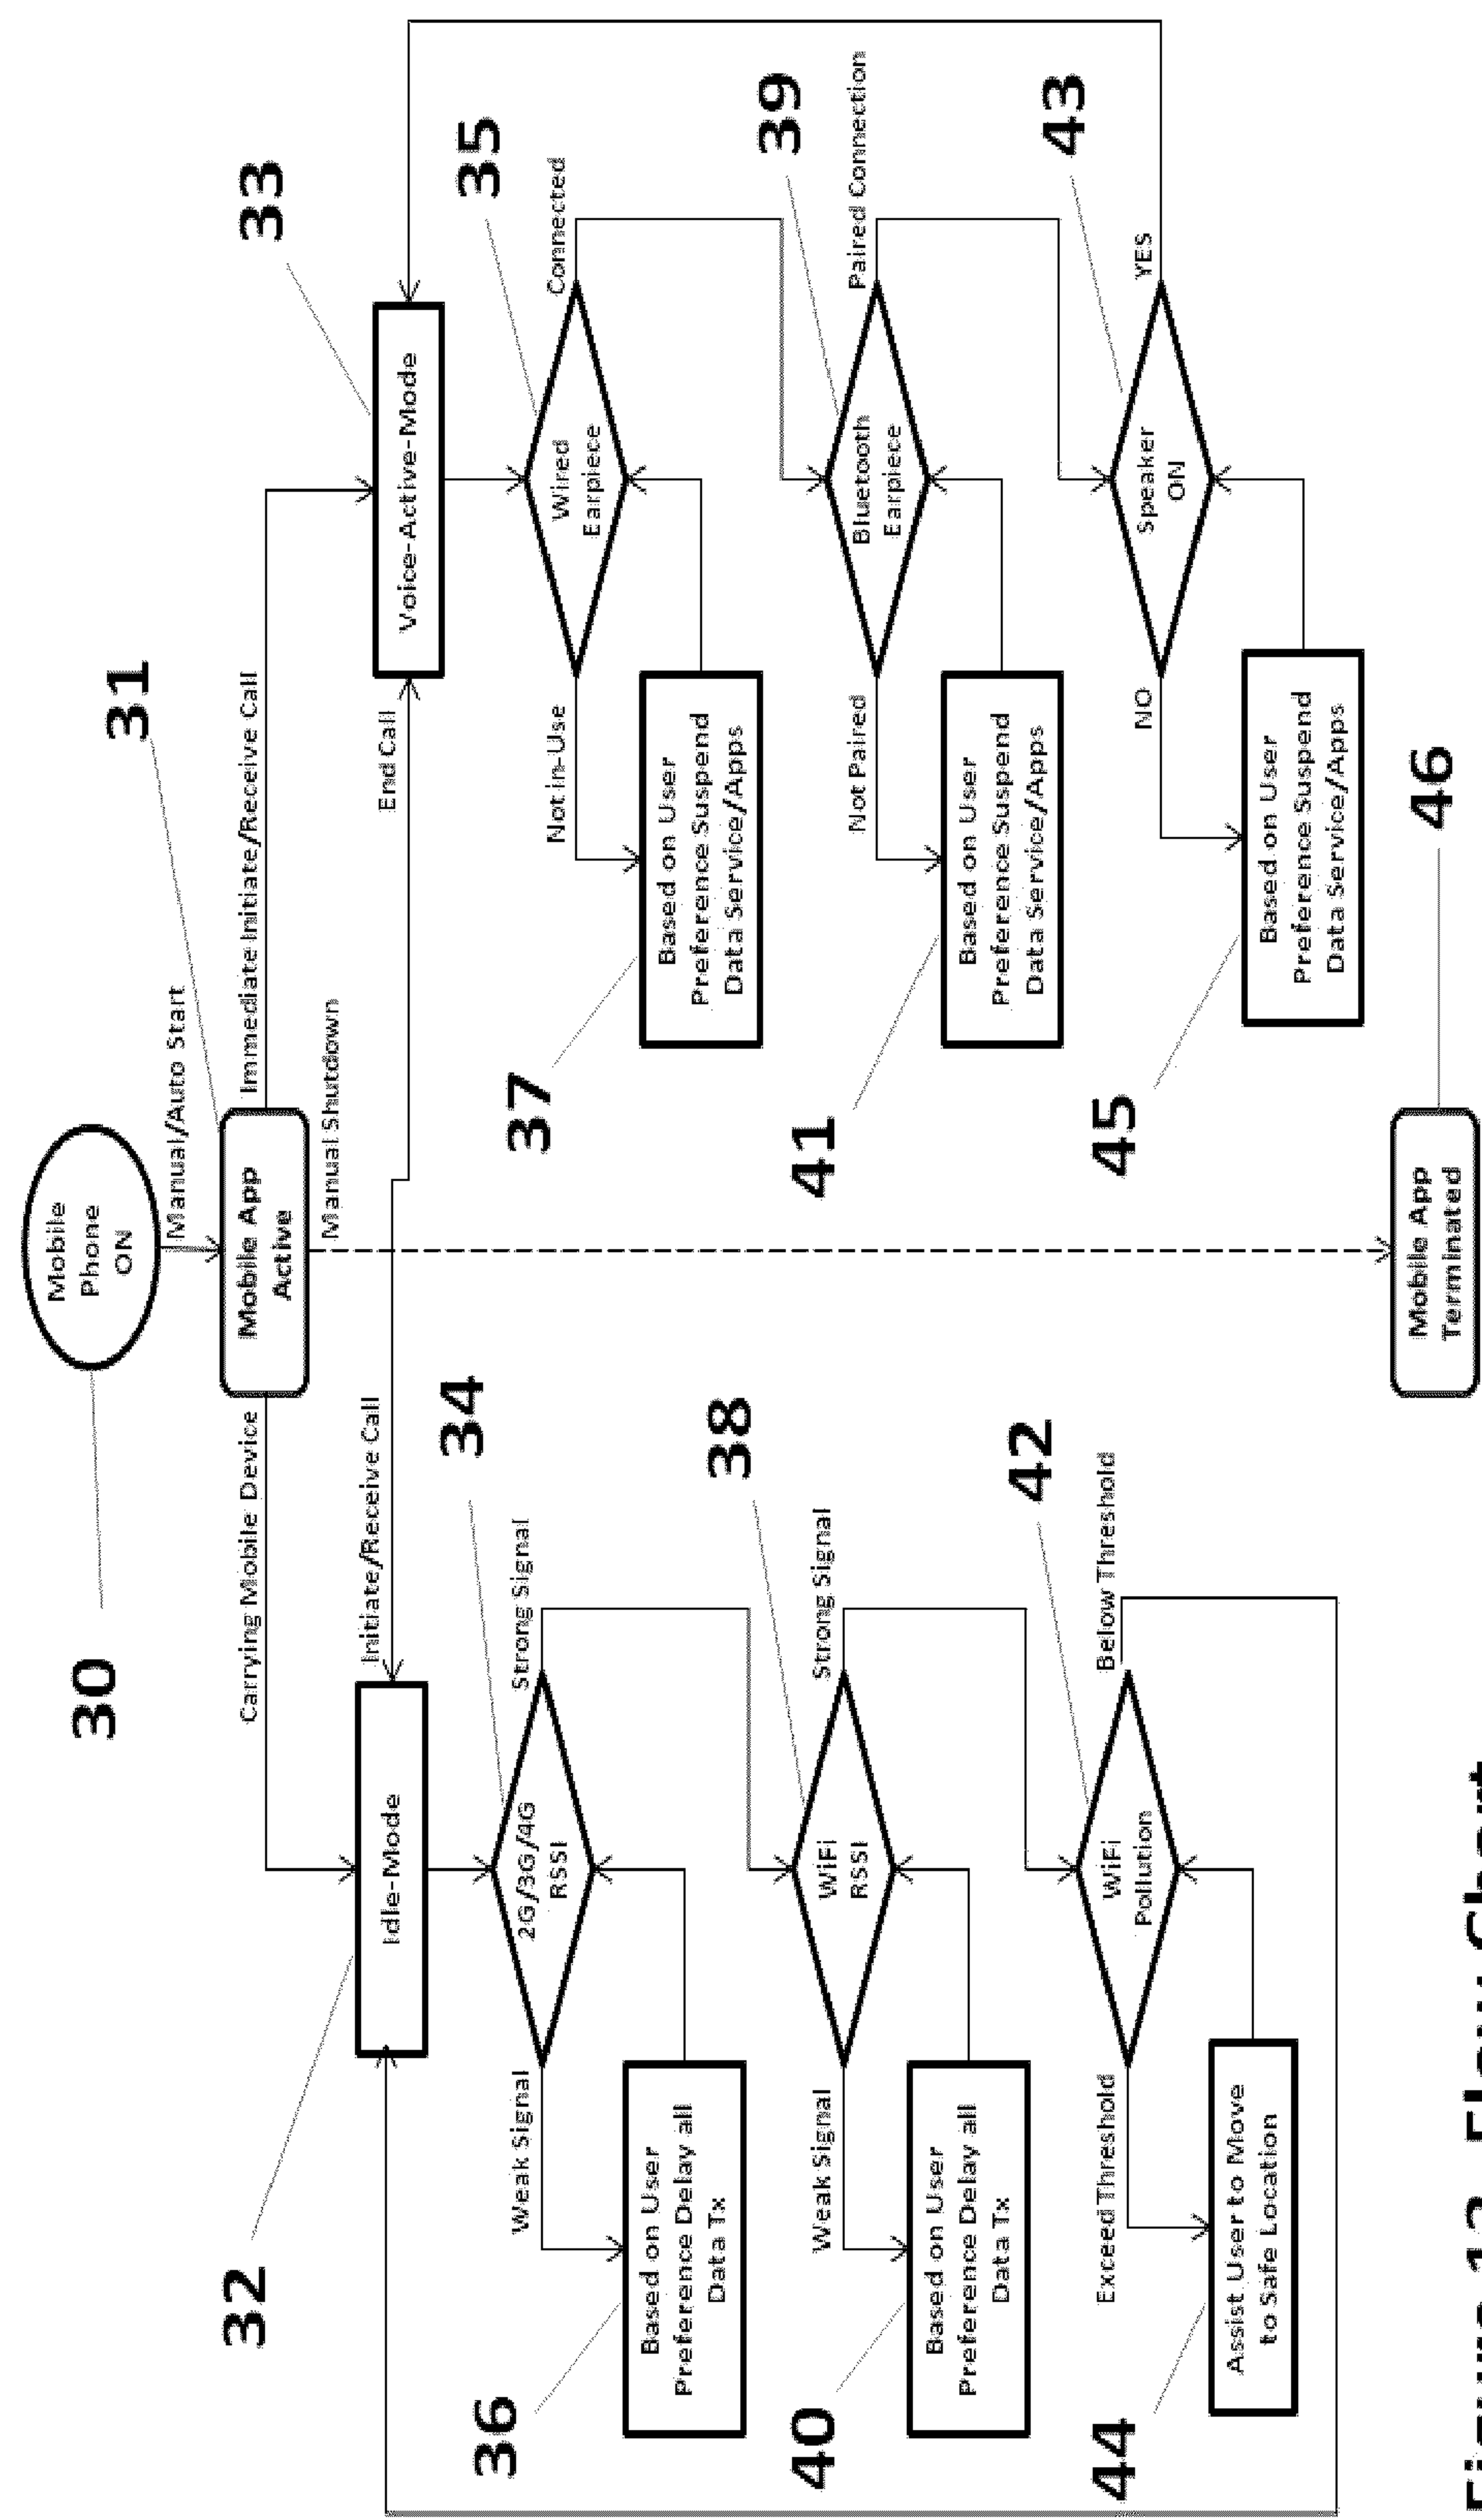 Mobile
Phone
ON
30
Manual/Auto Start
31
Mobile App
Active
Carrying Mobile Device
Immediate Initiate/Receive Call
Manual Shutdown
33
32
Idle-Mode
Initiate/Receive Call
End Call
Voice-Active-Mode
34
2G/3G/4G
RSSI
Weak Signal
Strong Signal
36
Based on User
Preference Delay all
Data Tx
35
Wired
Earpiece
Not in-Use
Connected
37
Based on User
Preference Suspend
Data Service/Apps
38
WiFi
RSSI
Weak Signal
Strong Signal
40
Based on User
Preference Delay all
Data Tx
39
Bluetooth
Earpiece
Not Paired
Paired Connection
41
Based on User
Preference Suspend
Data Service/Apps
42
WiFi
Pollution
Exceed Threshold
Below Threshold
44
Assist User to Move
to Safe Location
43
Speaker
ON
NO
YES
45
Based on User
Preference Suspend
Data Service/Apps
Mobile App
Terminated
46
Flow Chart